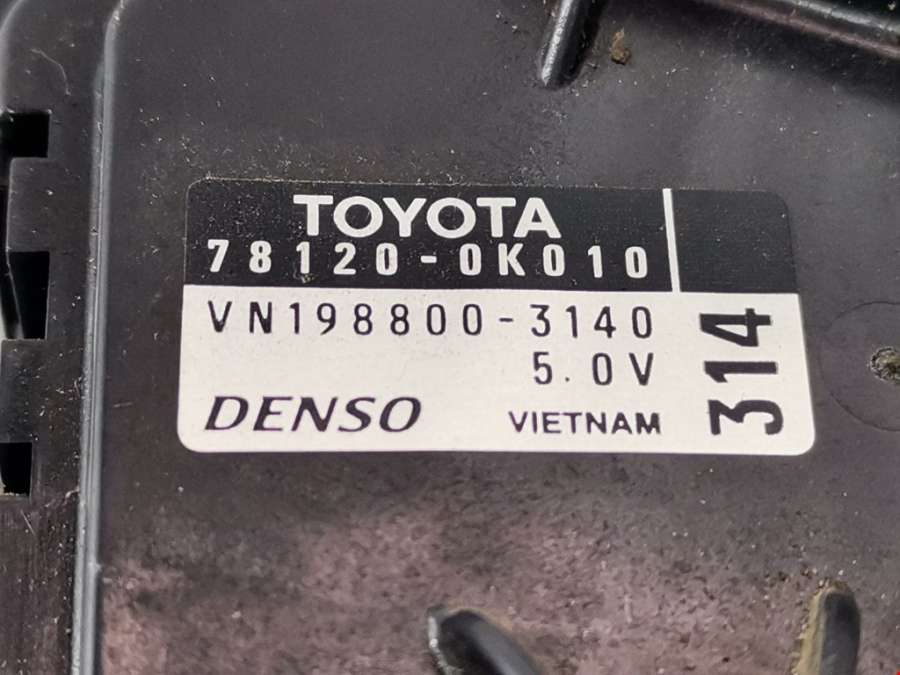 TOYOTA
78120-0K010
VN198800-3140
5.0V
DENSO VIETNAM
314